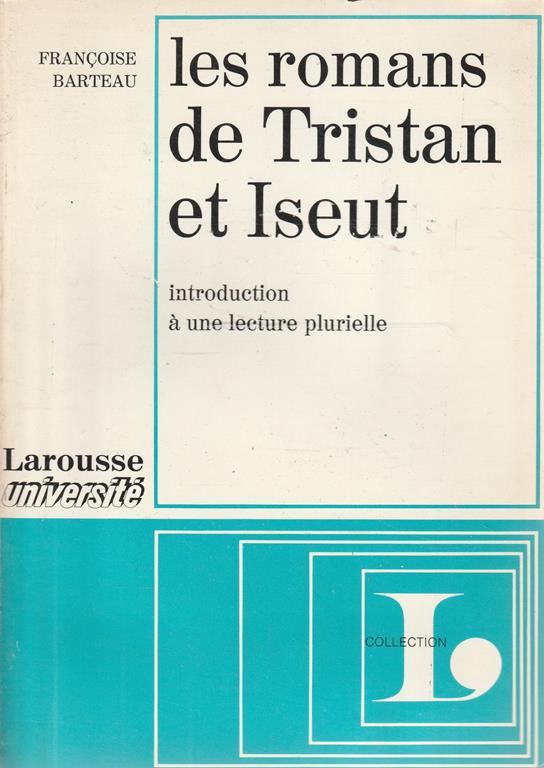 FRANÇOISE
BARTEAU
les romans
de Tristan
et Iseut
introduction
à une lecture plurielle
Larousse
université
COLLECTION
L,